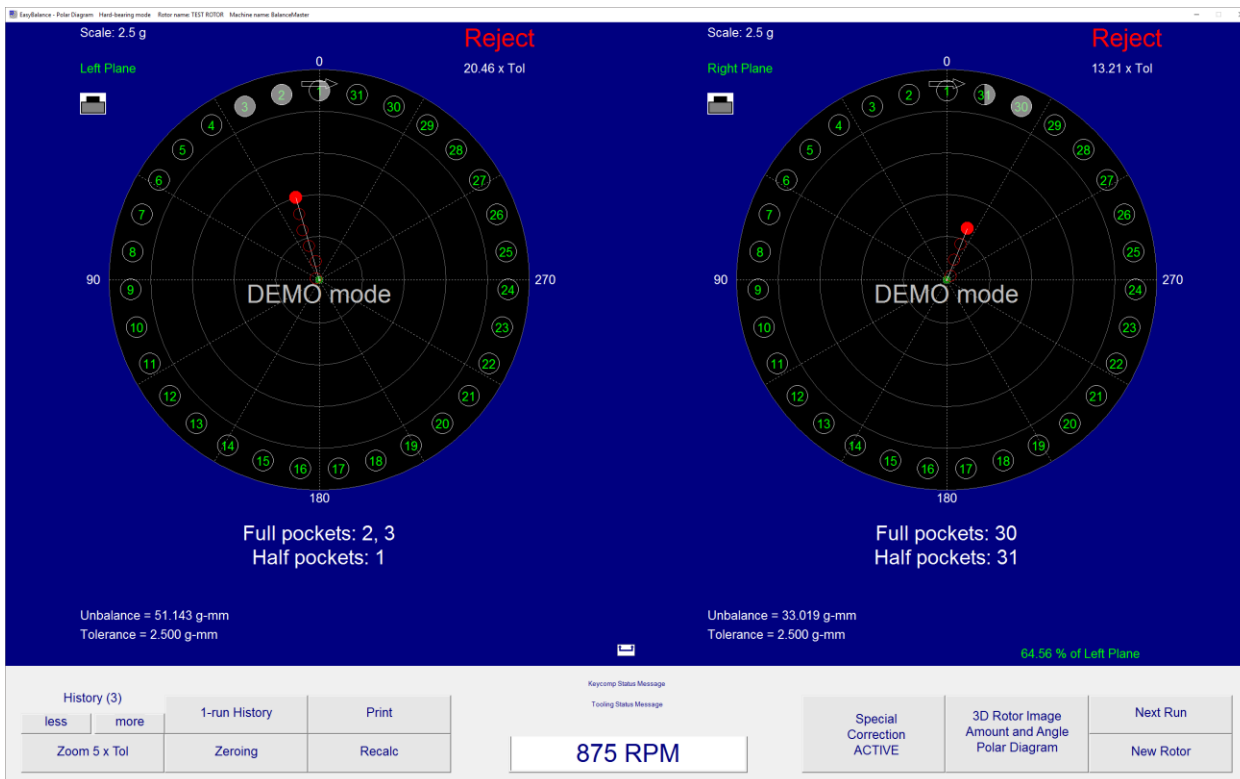 EasyBalance - Polar Diagram Hard-bearing mode Rotor name: TEST ROTOR Machine name: BalanceMaster
Scale: 2.5 g
Reject
Left Plane
20.46 x Tol
0
90
270
180
1
2
3
4
5
6
7
8
9
10
11
12
13
14
15
16
17
18
19
20
21
22
23
24
25
26
27
28
29
30
31
DEMO mode
Full pockets: 2, 3
Half pockets: 1
Unbalance = 51.143 g-mm
Tolerance = 2.500 g-mm
Scale: 2.5 g
Reject
Right Plane
13.21 x Tol
0
90
270
180
1
2
3
4
5
6
7
8
9
10
11
12
13
14
15
16
17
18
19
20
21
22
23
24
25
26
27
28
29
30
31
DEMO mode
Full pockets: 30
Half pockets: 31
Unbalance = 33.019 g-mm
Tolerance = 2.500 g-mm
64.56 % of Left Plane
History (3)
less
more
Zoom 5 x Tol
1-run History
Zeroing
Print
Recalc
Keycomp Status Message
Tooling Status Message
875 RPM
Special
Correction
ACTIVE
3D Rotor Image
Amount and Angle
Polar Diagram
Next Run
New Rotor